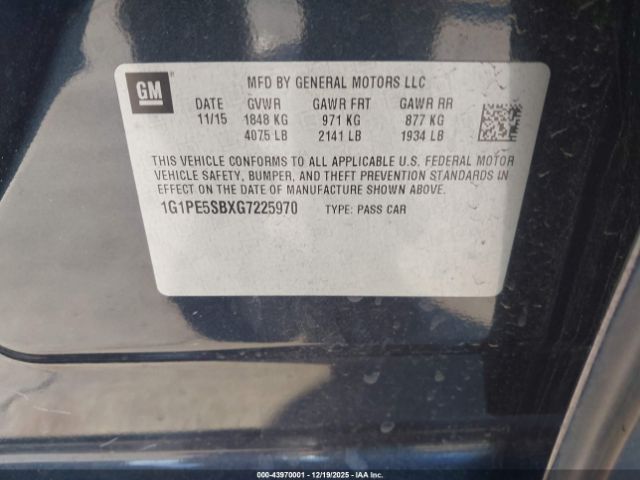 GM
MFD BY GENERAL MOTORS LLC
DATE GVWR GAWR FRT GAWR RR
11/15 1848 KG 971 KG 877 KG
4075 LB 2141 LB 1934 LB
THIS VEHICLE CONFORMS TO ALL APPLICABLE U.S. FEDERAL MOTOR
VEHICLE SAFETY, BUMPER, AND THEFT PREVENTION STANDARDS IN
EFFECT ON THE DATE OF MANUFACTURE SHOWN ABOVE.
1G1PE5SBXG7225970 TYPE: PASS CAR
000-43970001 - 12/19/2025 - IAA, Inc.